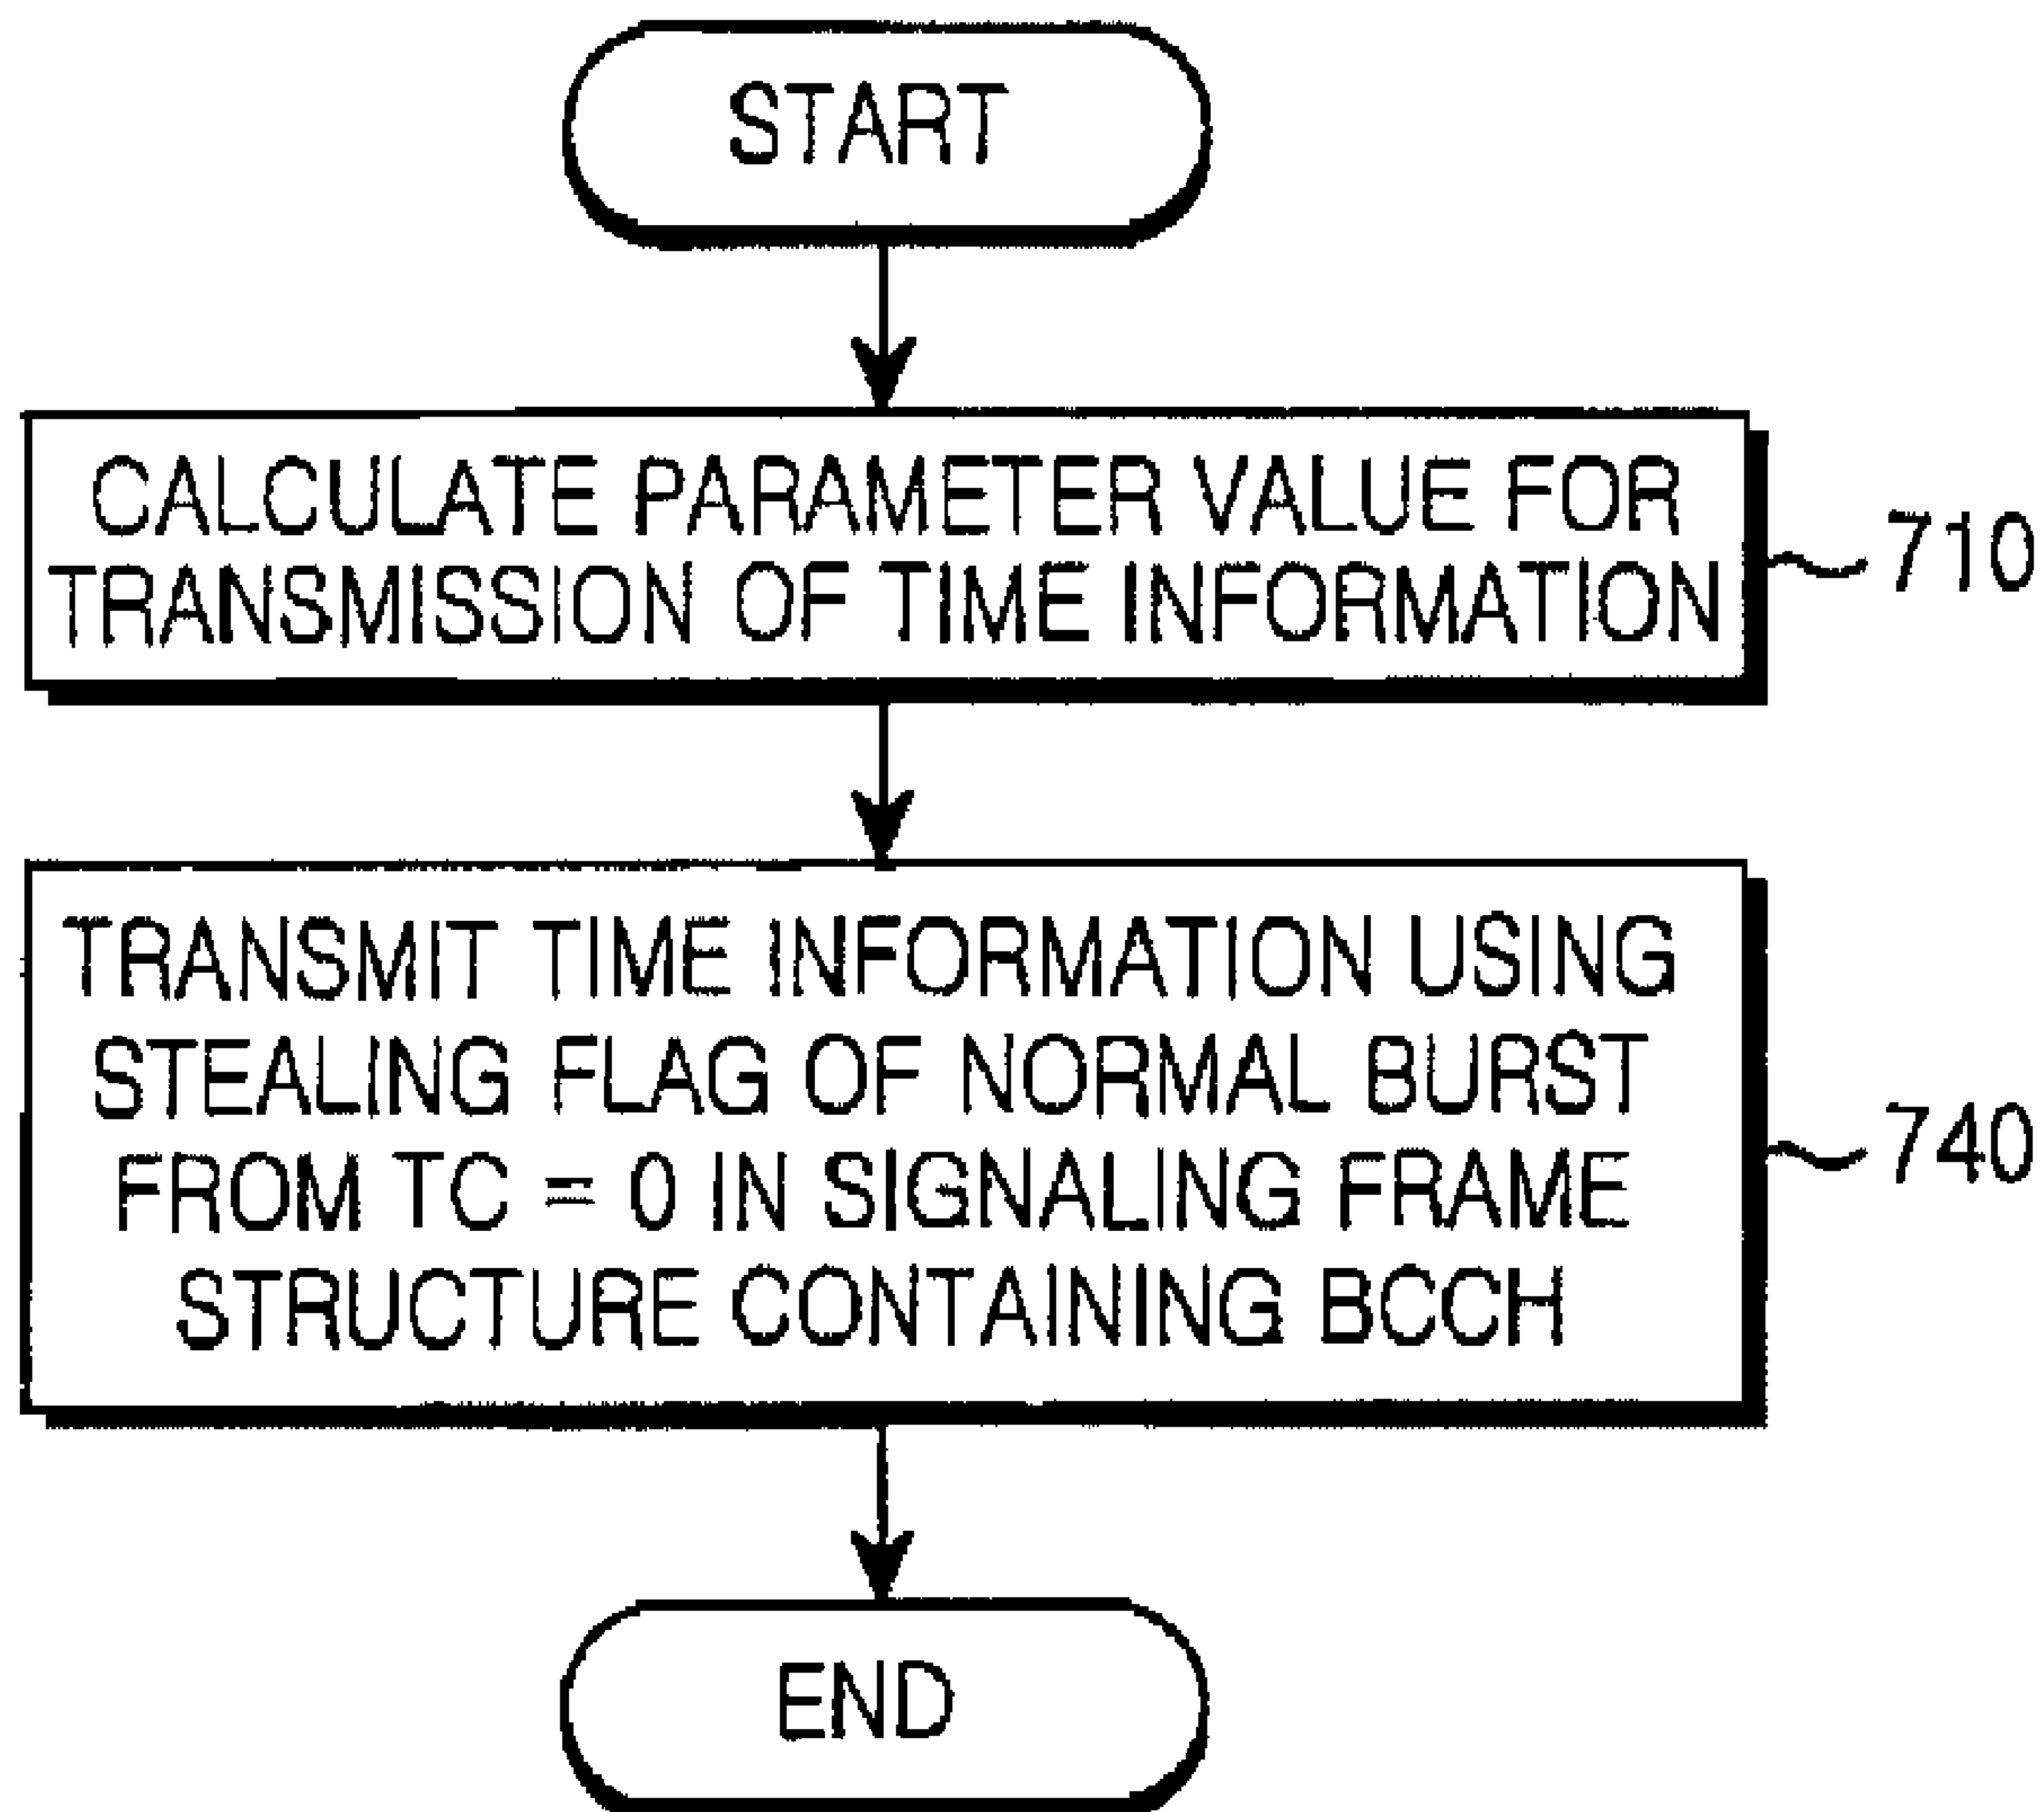 START
CALCULATE PARAMETER VALUE FOR
TRANSMISSION OF TIME INFORMATION
710
TRANSMIT TIME INFORMATION USING
STEALING FLAG OF NORMAL BURST
FROM TC = 0 IN SIGNALING FRAME
STRUCTURE CONTAINING BCCH
740
END